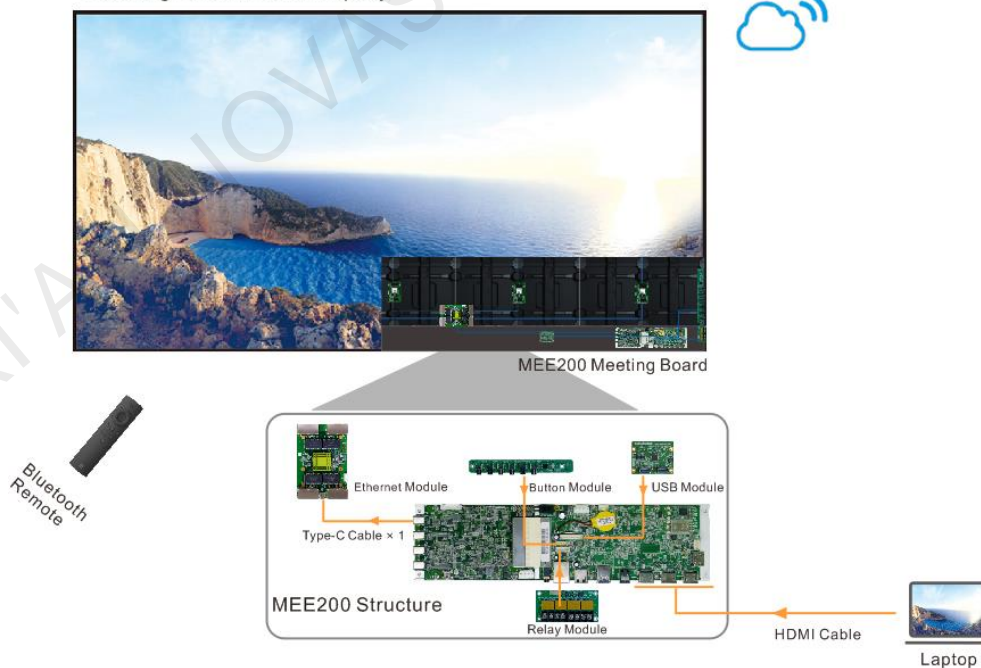 MEE200 Meeting Board
Bluetooth
Remote
Ethernet Module
Button Module
USB Module
Type-C Cable × 1
MEE200 Structure
Relay Module
HDMI Cable
Laptop